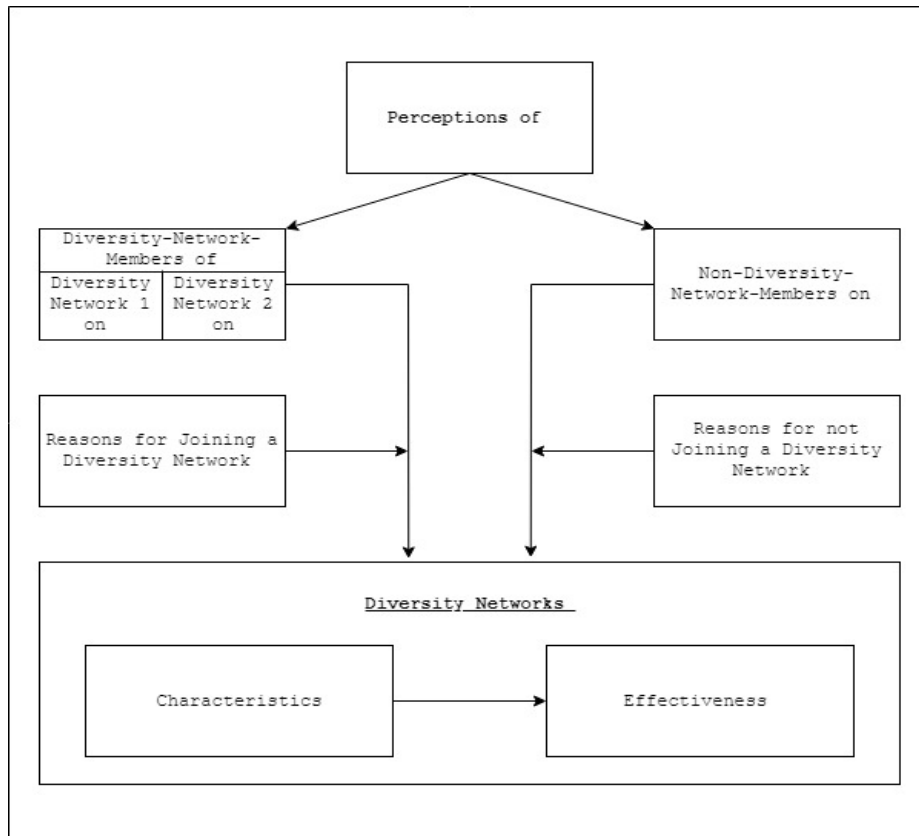 Perceptions of
Diversity-Network-
Members of
Diversity
Network 1
on
Diversity
Network 2
on
Non-Diversity-
Network-Members on
Reasons for Joining a
Diversity Network
Reasons for not
Joining a Diversity
Network
Diversity Networks
Characteristics
Effectiveness